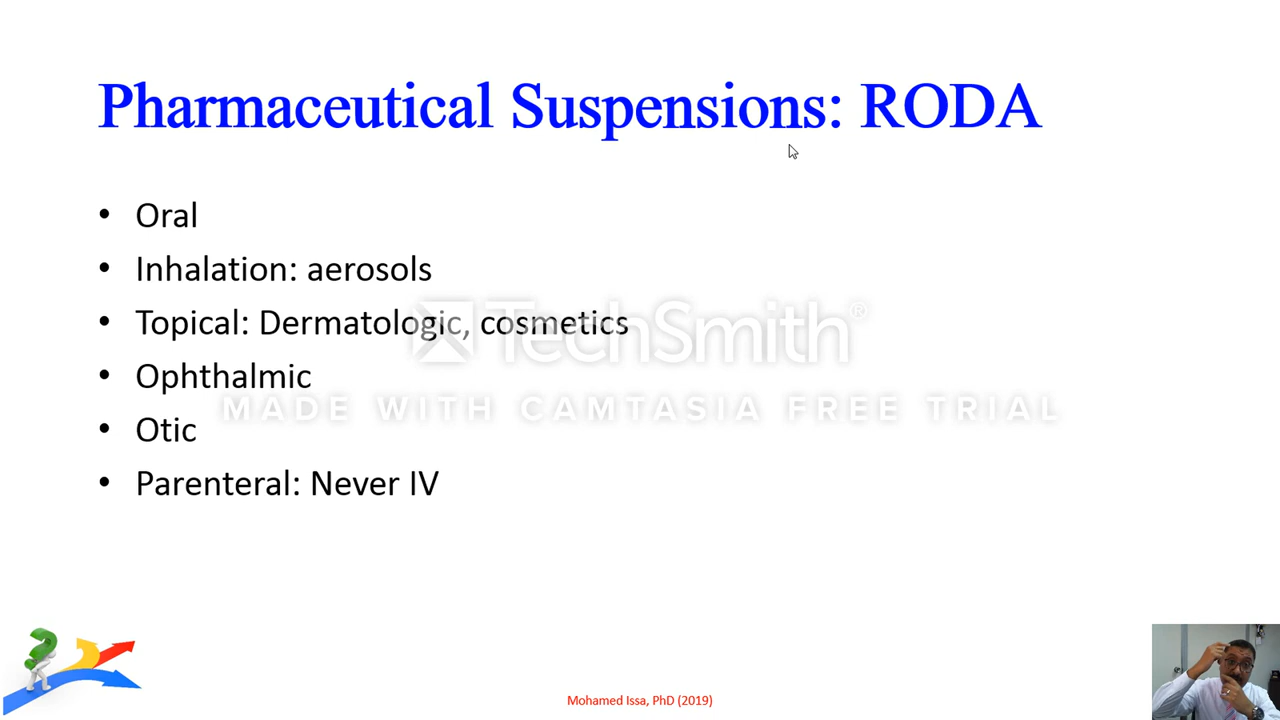 Pharmaceutical Suspensions: RODA
• Oral
• Inhalation: aerosols
• Topical: Dermatologic, cosmetics
TechSmith®
• Ophthalmic
MADE WITH CAMTASIA FREE TRIAL
• Otic
• Parenteral: Never IV
Mohamed Issa, PhD (2019)